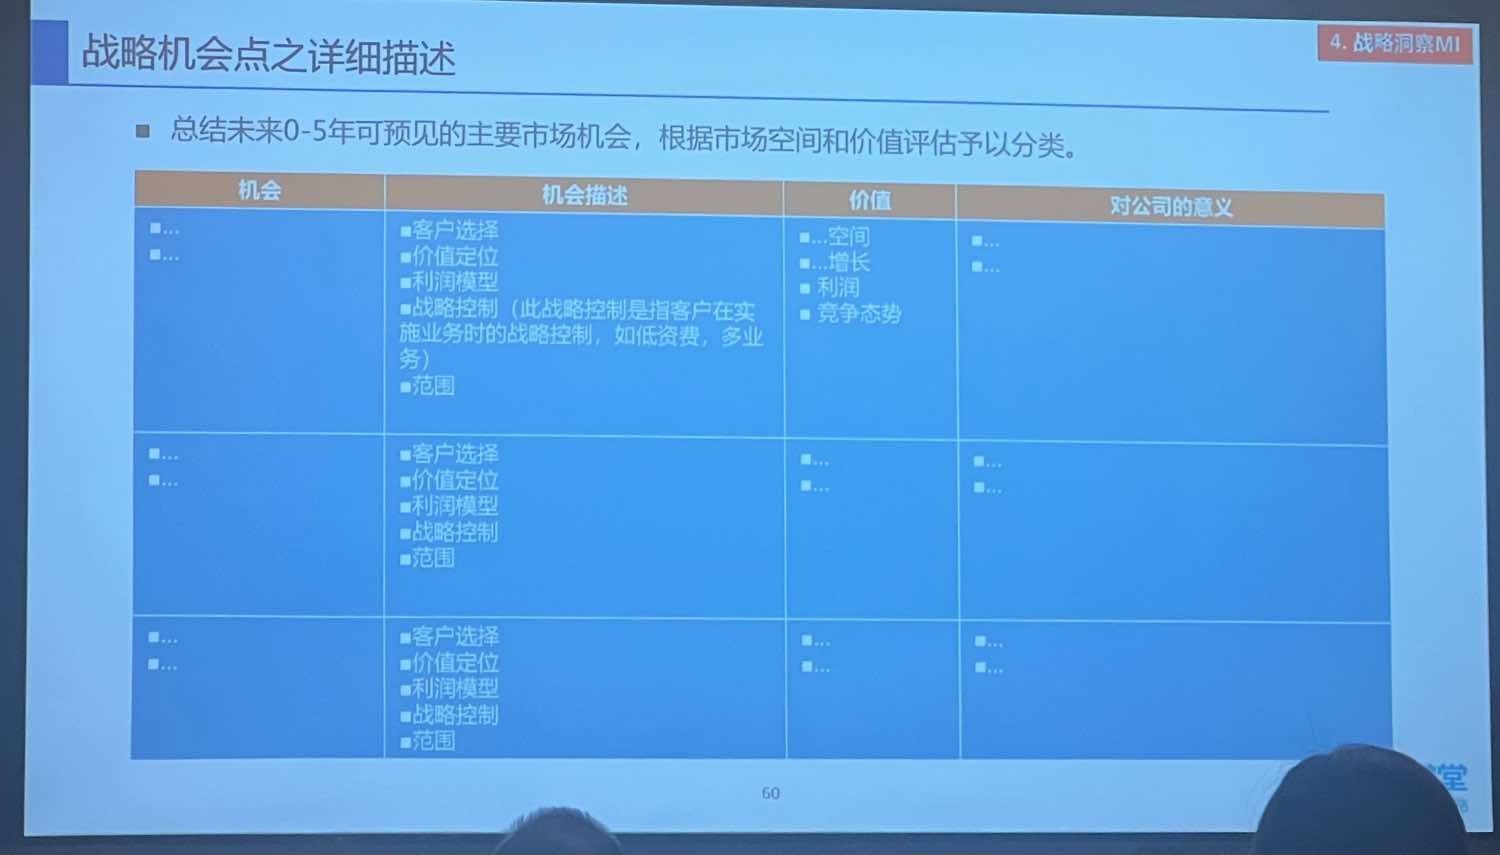 战略机会点之详细描述
4. 战略洞察MI
■ 总结未来0-5年可预见的主要市场机会，根据市场空间和价值评估予以分类。
机会
机会描述
价值
对公司的意义
■...
■...
■客户选择
■价值定位
■利润模型
■战略控制（此战略控制是指客户在实
施业务时的战略控制，如低资费，多业
务）
■范围
■...空间
■...增长
■ 利润
■ 竞争态势
■...
■...
■...
■...
■客户选择
■价值定位
■利润模型
■战略控制
■范围
■...
■...
■...
■...
■...
■...
■客户选择
■价值定位
■利润模型
■战略控制
■范围
■...
■...
■...
■...
60
堂